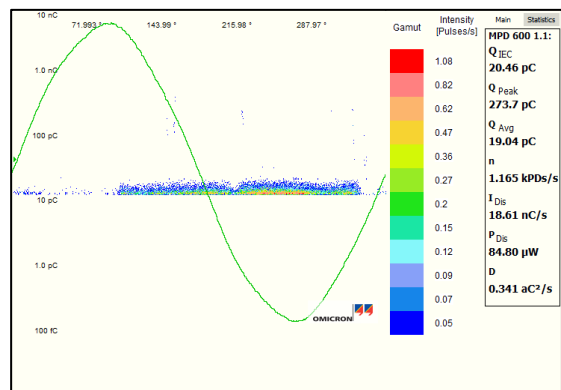 10 nC
71.993 °
143.99 °
215.98 °
287.97 °
1.0 nC
100 pC
10 pC
1.0 pC
100 fC
OMICRON
Gamut
Intensity
[Pulses/s]
1.08
0.82
0.62
0.47
0.36
0.27
0.2
0.15
0.12
0.09
0.07
0.05
Main
Statistics
MPD 600 1.1:
Q IEC
20.46 pC
Q Peak
273.7 pC
Q Avg
19.04 pC
n
1.165 kPDs/s
I Dis
18.61 nC/s
P Dis
84.80 µW
D
0.341 aC²/s